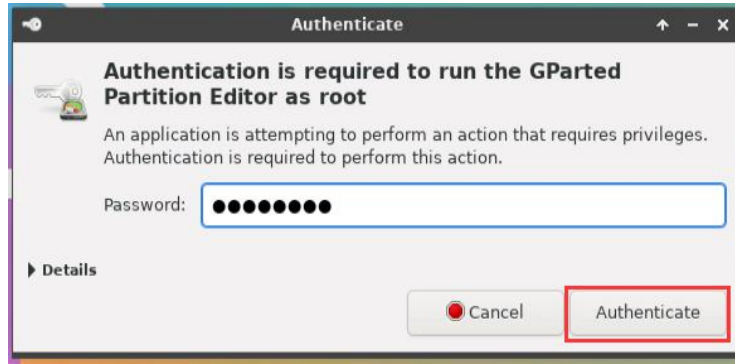 Authenticate
Authentication is required to run the GParted
Partition Editor as root
An application is attempting to perform an action that requires privileges.
Authentication is required to perform this action.
Password: ●●●●●●●●
Details
Cancel
Authenticate